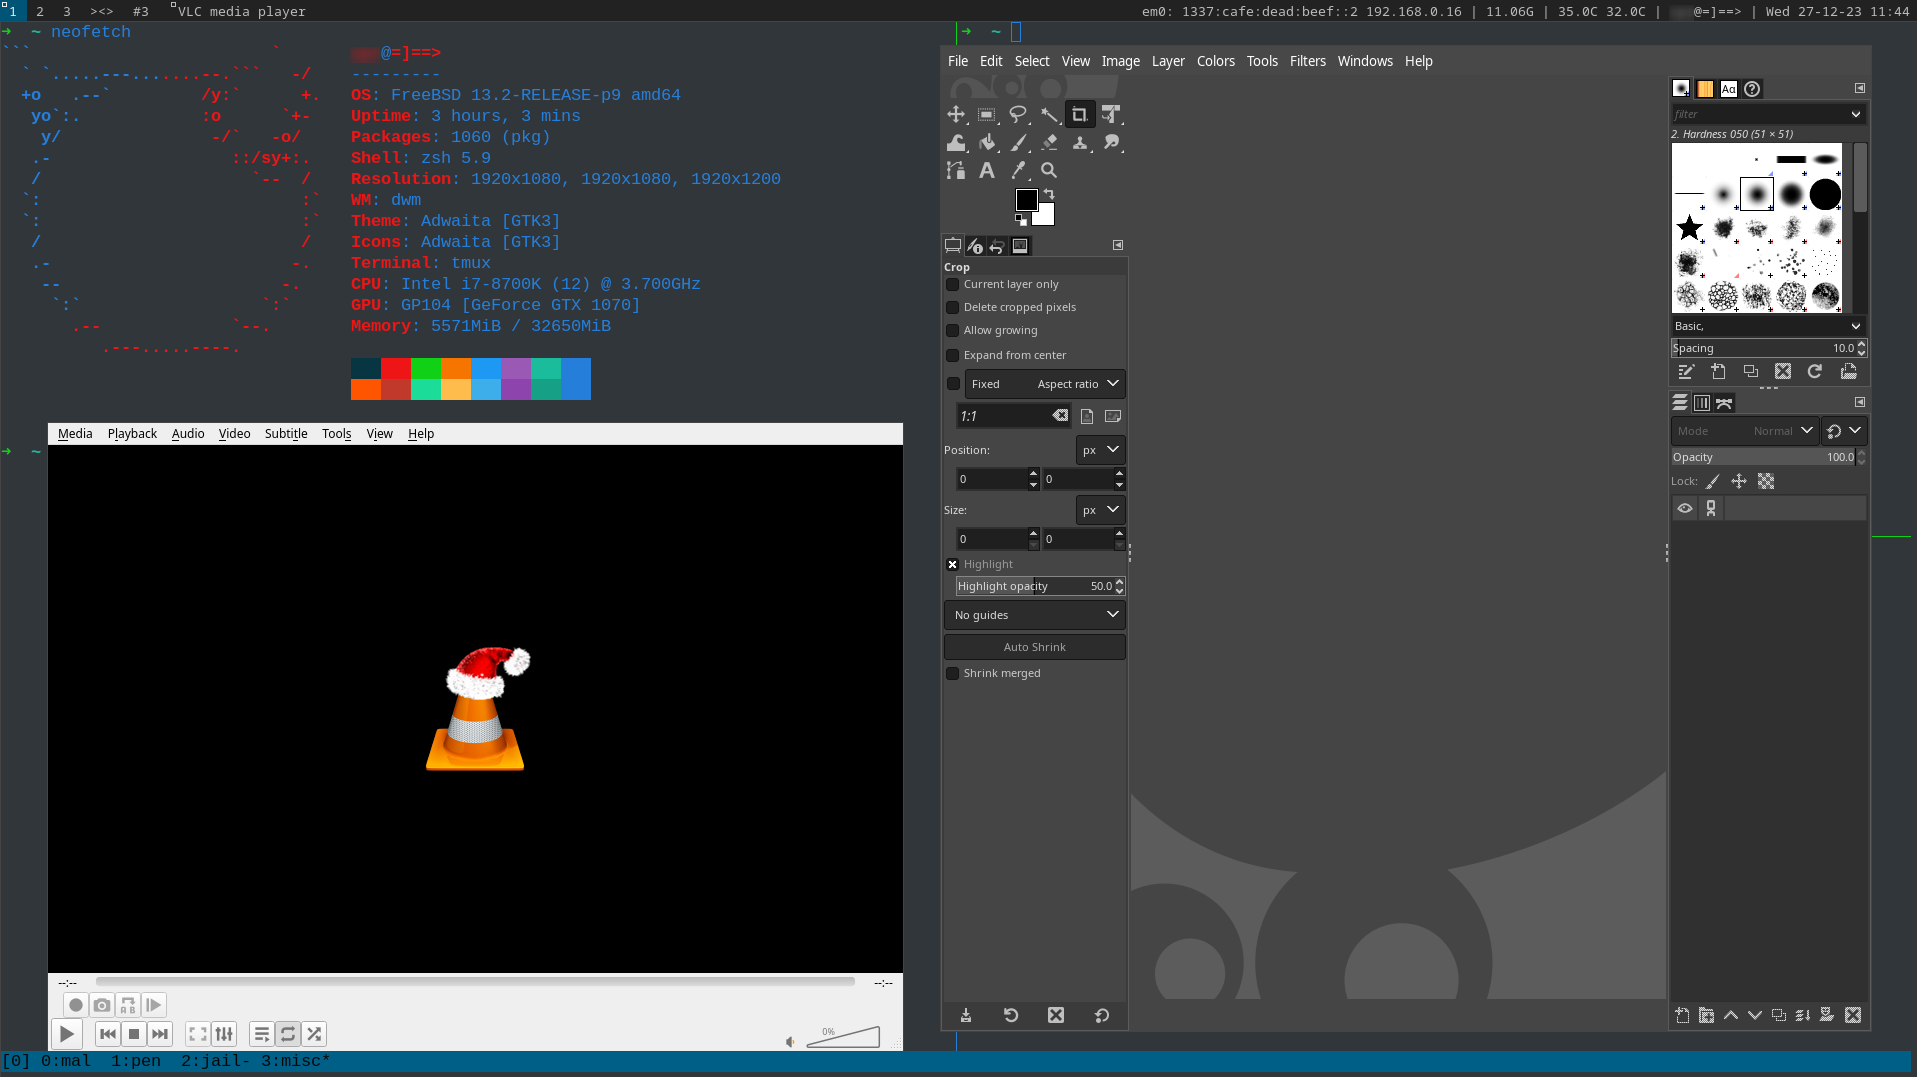 1 2 3 ><> #3 VLC media player
em0: 1337:cafe:dead:beef::2 192.168.0.16 | 11.06G | 35.0C 32.0C | @=]==> | Wed 27-12-23 11:44
➜ ~ neofetch
@=]==>
---------
OS: FreeBSD 13.2-RELEASE-p9 amd64
Uptime: 3 hours, 3 mins
Packages: 1060 (pkg)
Shell: zsh 5.9
Resolution: 1920x1080, 1920x1080, 1920x1200
WM: dwm
Theme: Adwaita [GTK3]
Icons: Adwaita [GTK3]
Terminal: tmux
CPU: Intel i7-8700K (12) @ 3.700GHz
GPU: GP104 [GeForce GTX 1070]
Memory: 5571MiB / 32650MiB
➜ ~
Media Playback Audio Video Subtitle Tools View Help
--:-- --:--
0%
[0] 0:mal 1:pen 2:jail- 3:misc*
➜ ~
File Edit Select View Image Layer Colors Tools Filters Windows Help
Crop
Current layer only
Delete cropped pixels
Allow growing
Expand from center
Fixed Aspect ratio
1:1
Position: px
0 0
Size: px
0 0
Highlight
Highlight opacity 50.0
No guides
Auto Shrink
Shrink merged
filter
2. Hardness 050 (51 × 51)
Basic,
Spacing 10.0
Mode Normal
Opacity 100.0
Lock: